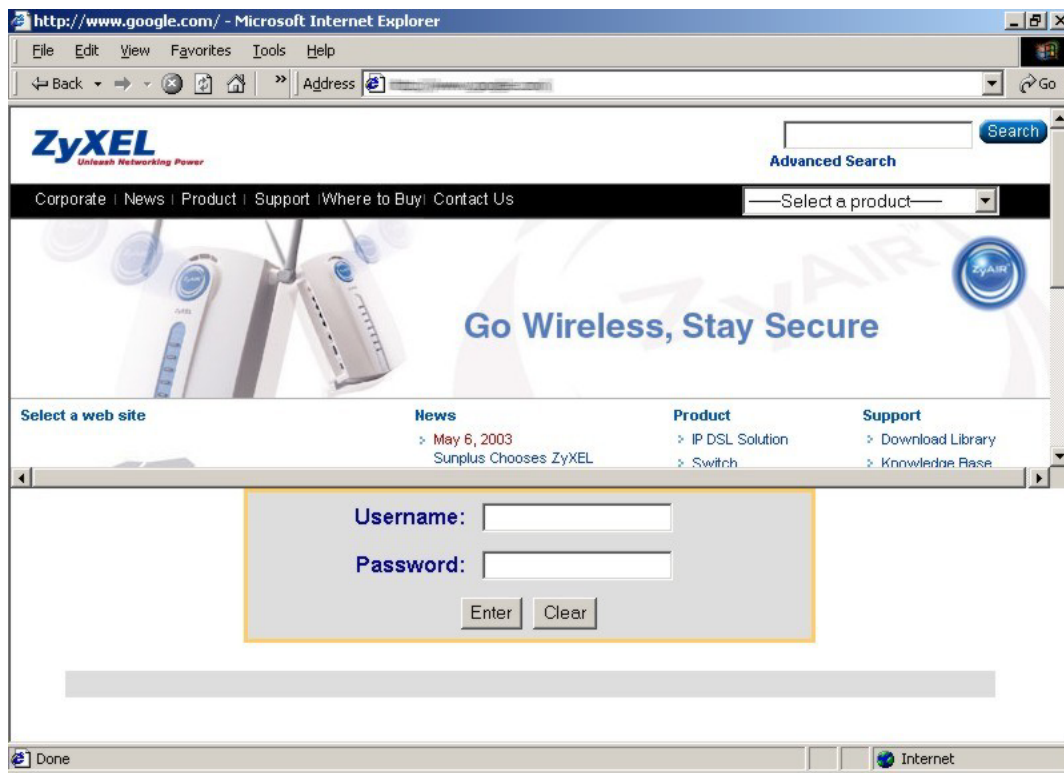 http://www.google.com/ - Microsoft Internet Explorer
File Edit View Favorites Tools Help
Back » Address Go
ZyXEL
Unleash Networking Power
Search
Advanced Search
Corporate | News | Product | Support | Where to Buy | Contact Us
——Select a product——
ZyAIR
ZyXEL
Go Wireless, Stay Secure
ZyAIR
ZyAIR
Select a web site
News
May 6, 2003
Sunplus Chooses ZyXEL
Product
IP DSL Solution
Switch
Support
Download Library
Knowledge Base
Username:
Password:
Enter Clear
Done Internet